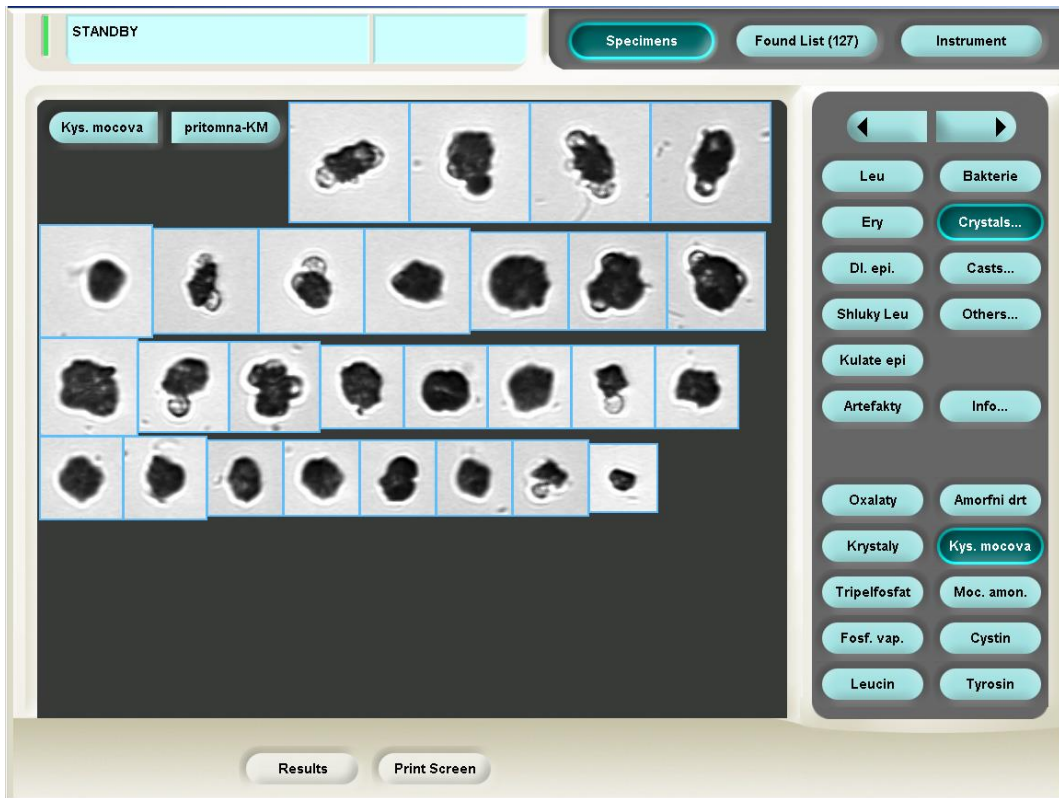 STANDBY
Specimens
Found List (127)
Instrument
Kys. mocova
pritomna-KM
Leu
Bakterie
Ery
Crystals...
Dl. epi.
Casts...
Shluky Leu
Others...
Kulate epi
Artefakty
Info...
Oxalaty
Amorfni drt
Krystaly
Kys. mocova
Tripelfosfat
Moc. amon.
Fosf. vap.
Cystin
Leucin
Tyrosin
Results
Print Screen